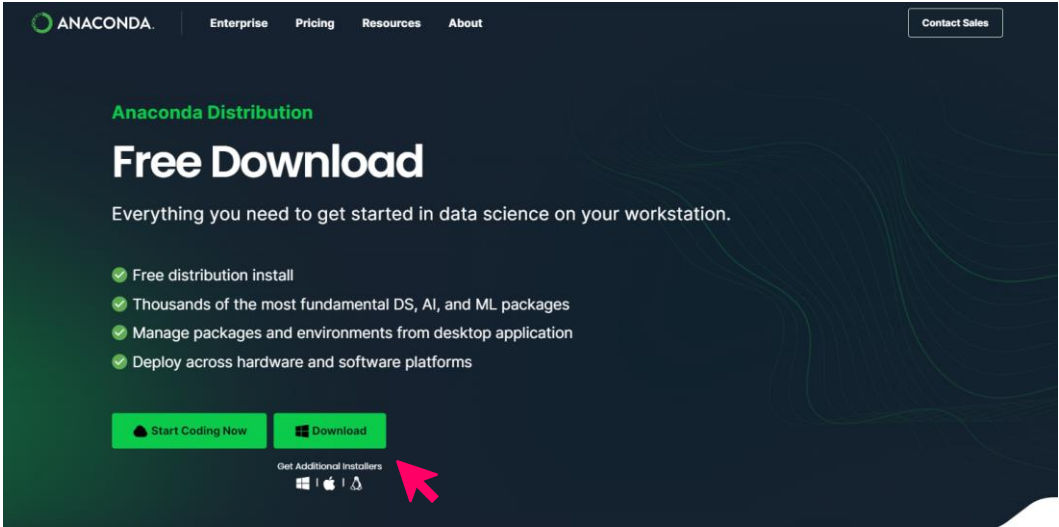 ANACONDA. Enterprise Pricing Resources About Contact Sales
Anaconda Distribution
Free Download
Everything you need to get started in data science on your workstation.
Free distribution install
Thousands of the most fundamental DS, AI, and ML packages
Manage packages and environments from desktop application
Deploy across hardware and software platforms
Start Coding Now Download
Get Additional Installers